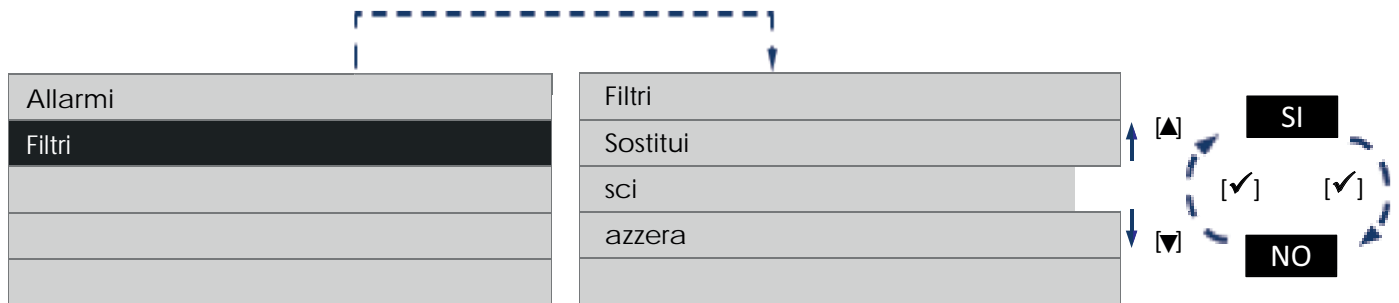 Allarmi
Filtri
Filtri
Sostitui
sci
azzera
[▲]
[▼]
SI
[✓] [✓]
NO